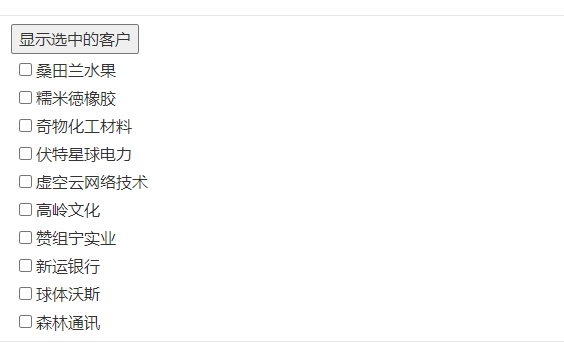 显示选中的客户
桑田兰水果
糯米徳橡胶
奇物化工材料
伏特星球电力
虚空云网络技术
高岭文化
赞组宁实业
新运银行
球体沃斯
森林通讯